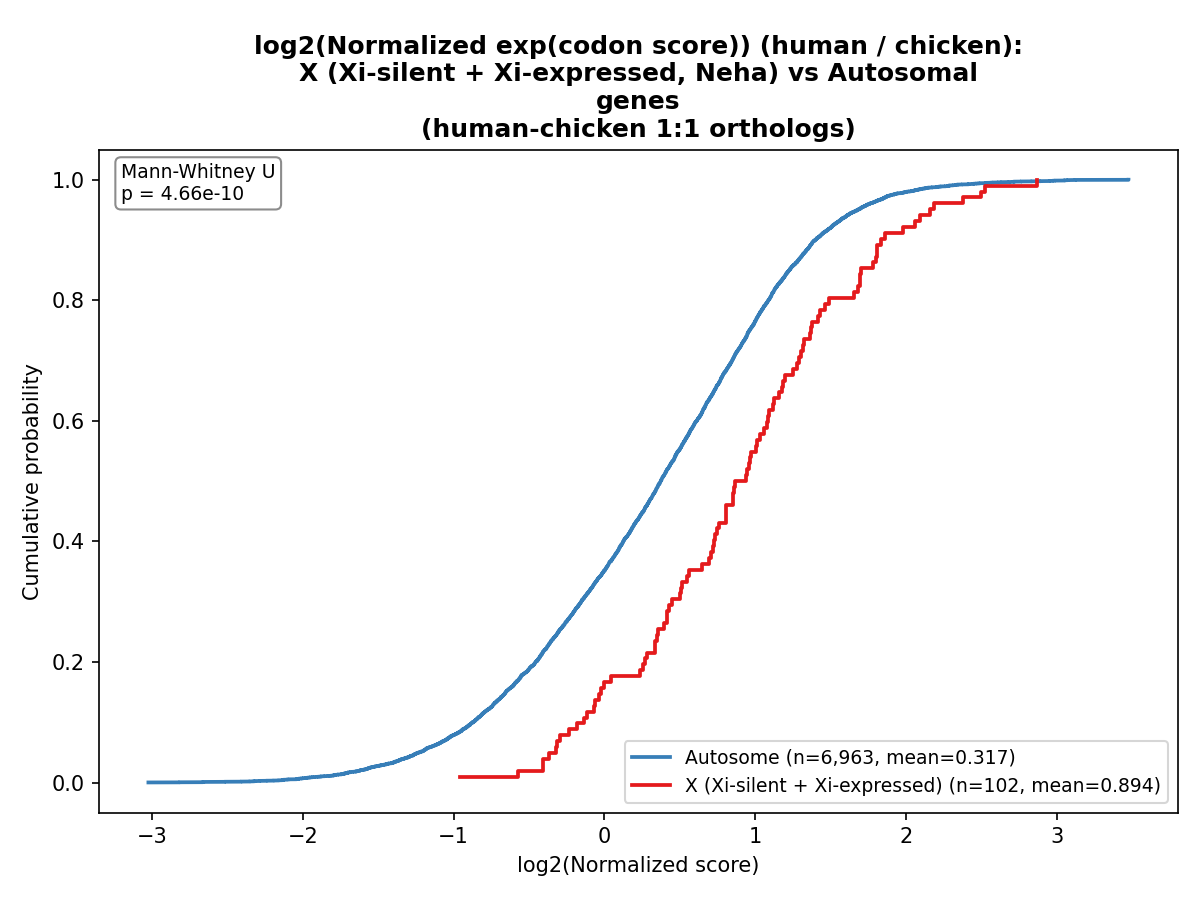 log2(Normalized exp(codon score)) (human / chicken):
X (Xi-silent + Xi-expressed, Neha) vs Autosomal
genes
(human-chicken 1:1 orthologs)
Mann-Whitney U
p = 4.66e-10
1.0
0.8
0.6
0.4
0.2
0.0
Cumulative probability
Autosome (n=6,963, mean=0.317)
X (Xi-silent + Xi-expressed) (n=102, mean=0.894)
−3
−2
−1
0
1
2
3
log2(Normalized score)